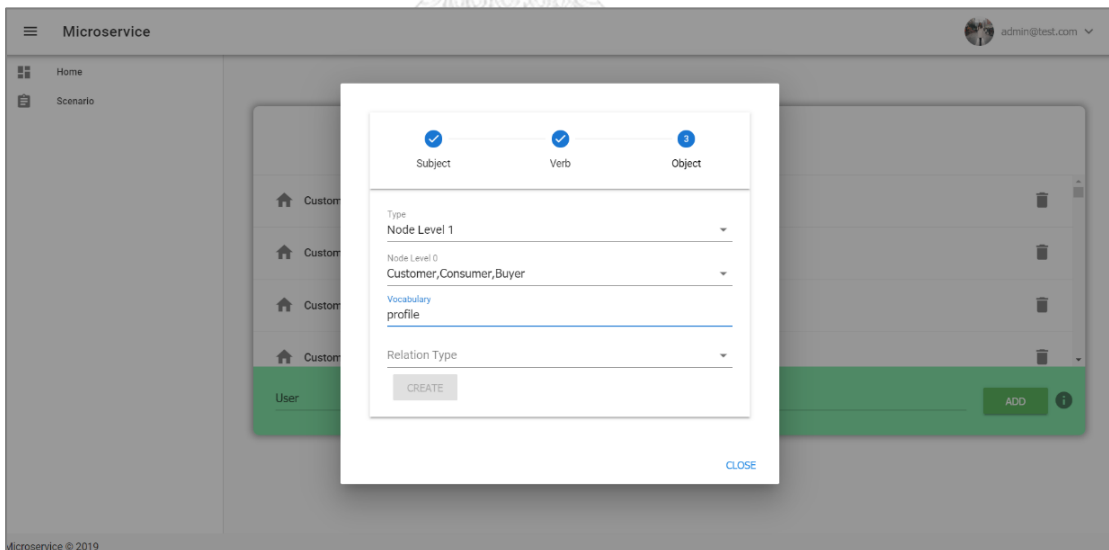 Microservice
admin@test.com
Home
Scenario
3
Subject
Verb
Object
Type
Node Level 1
Node Level 0
Customer,Consumer,Buyer
Vocabulary
profile
Relation Type
CREATE
CLOSE
Custom
Custom
Custom
Custom
User
ADD
Microservice © 2019